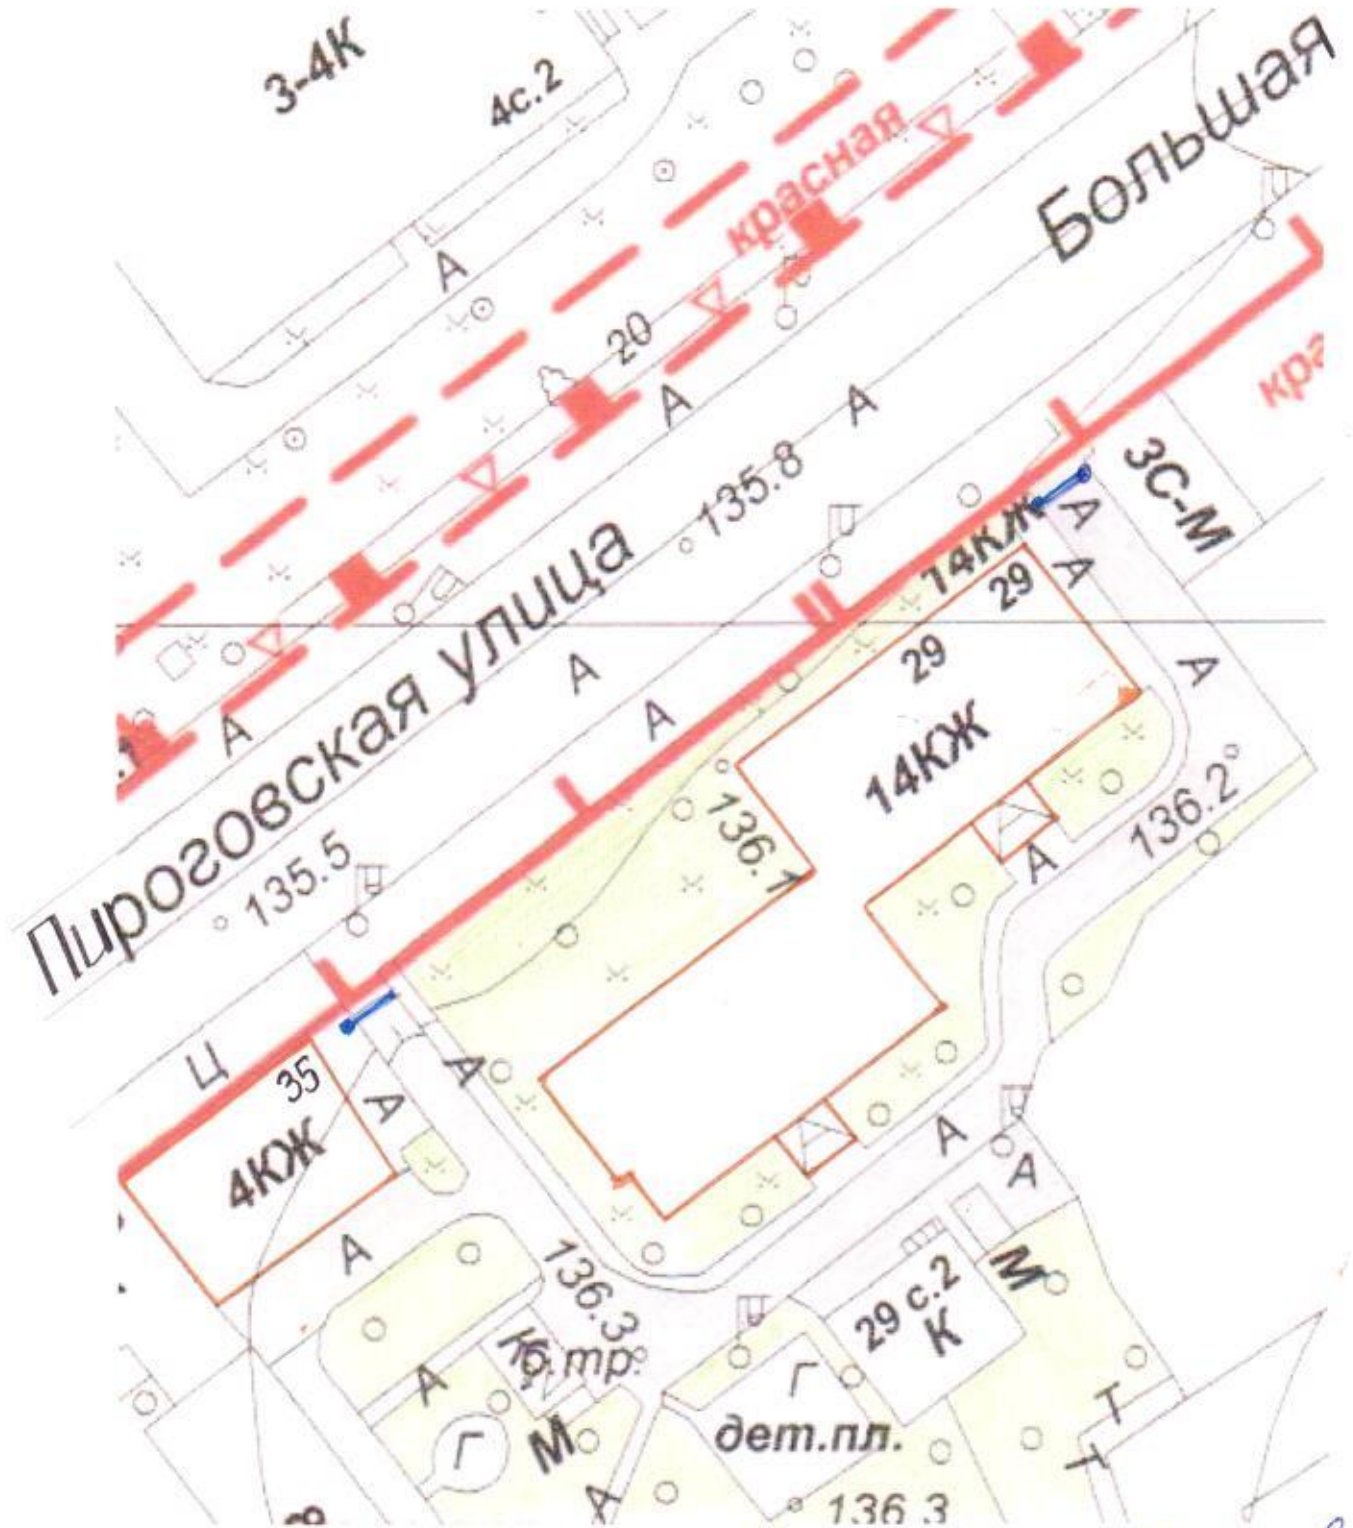 3-4К
4с.2
А
красная
Большая
20
А
А
кра
135.8
3С-М
А
14КЖ
29
А
Пироговская улица
А
А
29
А
14КЖ
А
136.1
136.2
135.5
А
Ц
35
А
А
4КЖ
А
А
А
136.3
29 с.2
К
М
К
б.тр.
А
Г
Г
М
дет.пл.
Т
Т
А
136.3